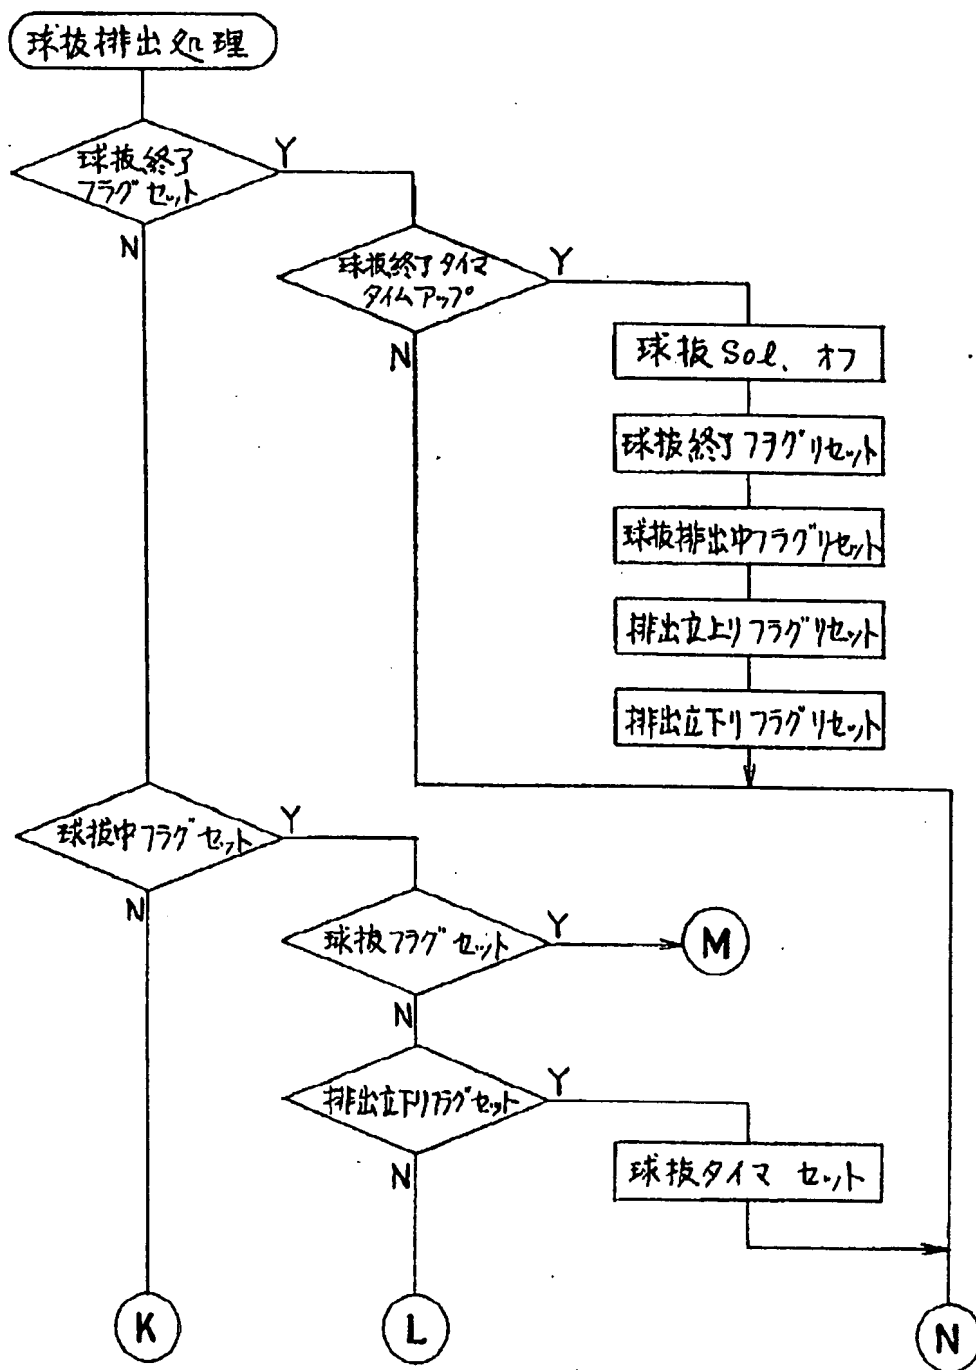 球抜排出処理
球抜終了
フラグセット
Y
N
球抜終了タイマ
タイムアップ
Y
N
球抜Sol、オフ
球抜終了フラグリセット
球抜排出中フラグリセット
排出立上りフラグリセット
排出立下りフラグリセット
球抜中フラグセット
Y
N
球抜フラグセット
Y
M
N
排出立下りフラグセット
Y
N
球抜タイマ セット
K
L
N